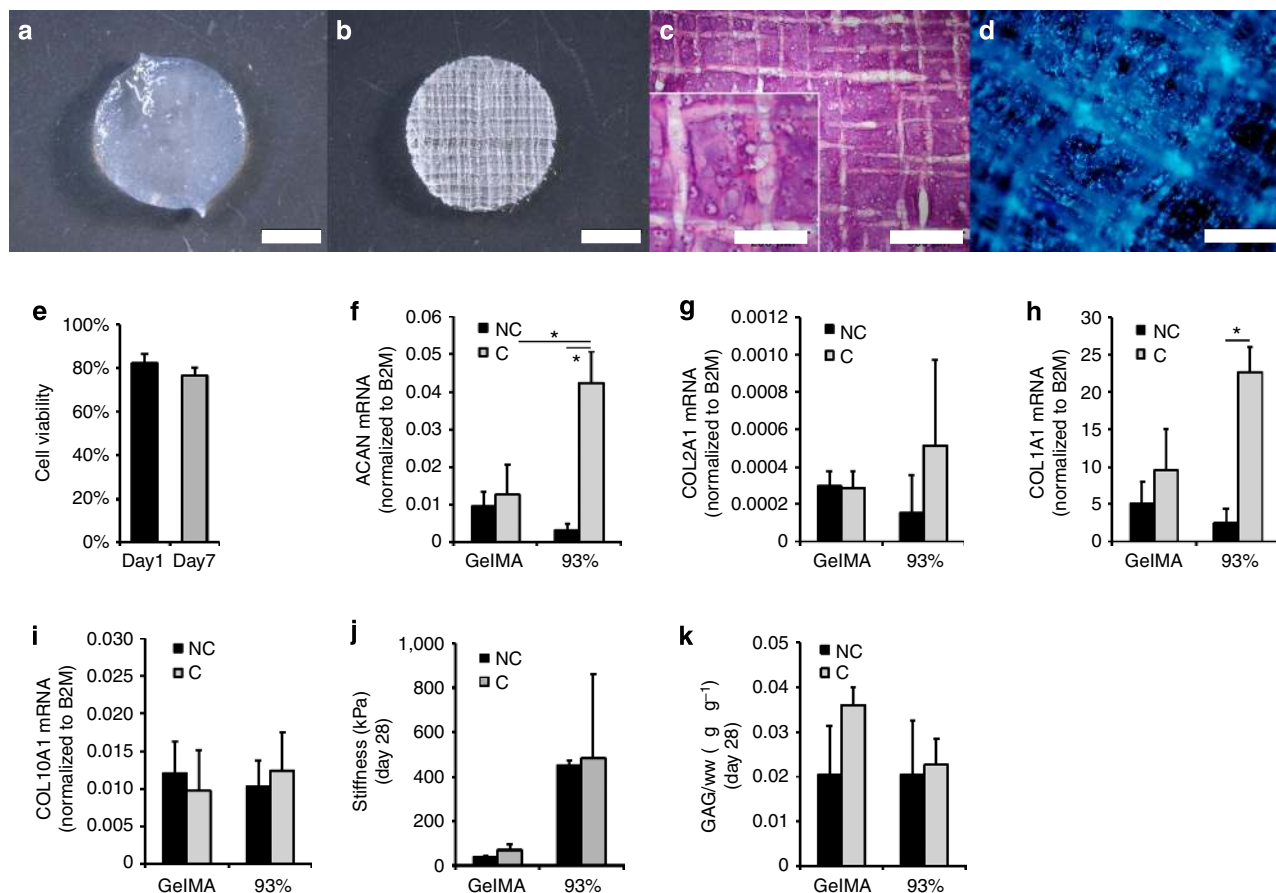 a
b
c
d
e
100%
80%
60%
40%
20%
0%
Cell viability
Day1 Day7
f
0.06
0.05
0.04
0.03
0.02
0.01
0
ACAN mRNA
(normalized to B2M)
NC
C
*
*
GelMA 93%
g
0.0012
0.0010
0.0008
0.0006
0.0004
0.0002
0
COL2A1 mRNA
(normalized to B2M)
NC
C
GelMA 93%
h
30
25
20
15
10
5
0
COL1A1 mRNA
(normalized to B2M)
NC
C
*
GelMA 93%
i
0.030
0.025
0.020
0.015
0.010
0.005
0
COL10A1 mRNA
(normalized to B2M)
NC
C
GelMA 93%
j
1,000
800
600
400
200
0
Stiffness (kPa)
(day 28)
NC
C
GelMA 93%
k
0.05
0.04
0.03
0.02
0.01
0
GAG/ww ( g g⁻¹)
(day 28)
NC
C
GelMA 93%